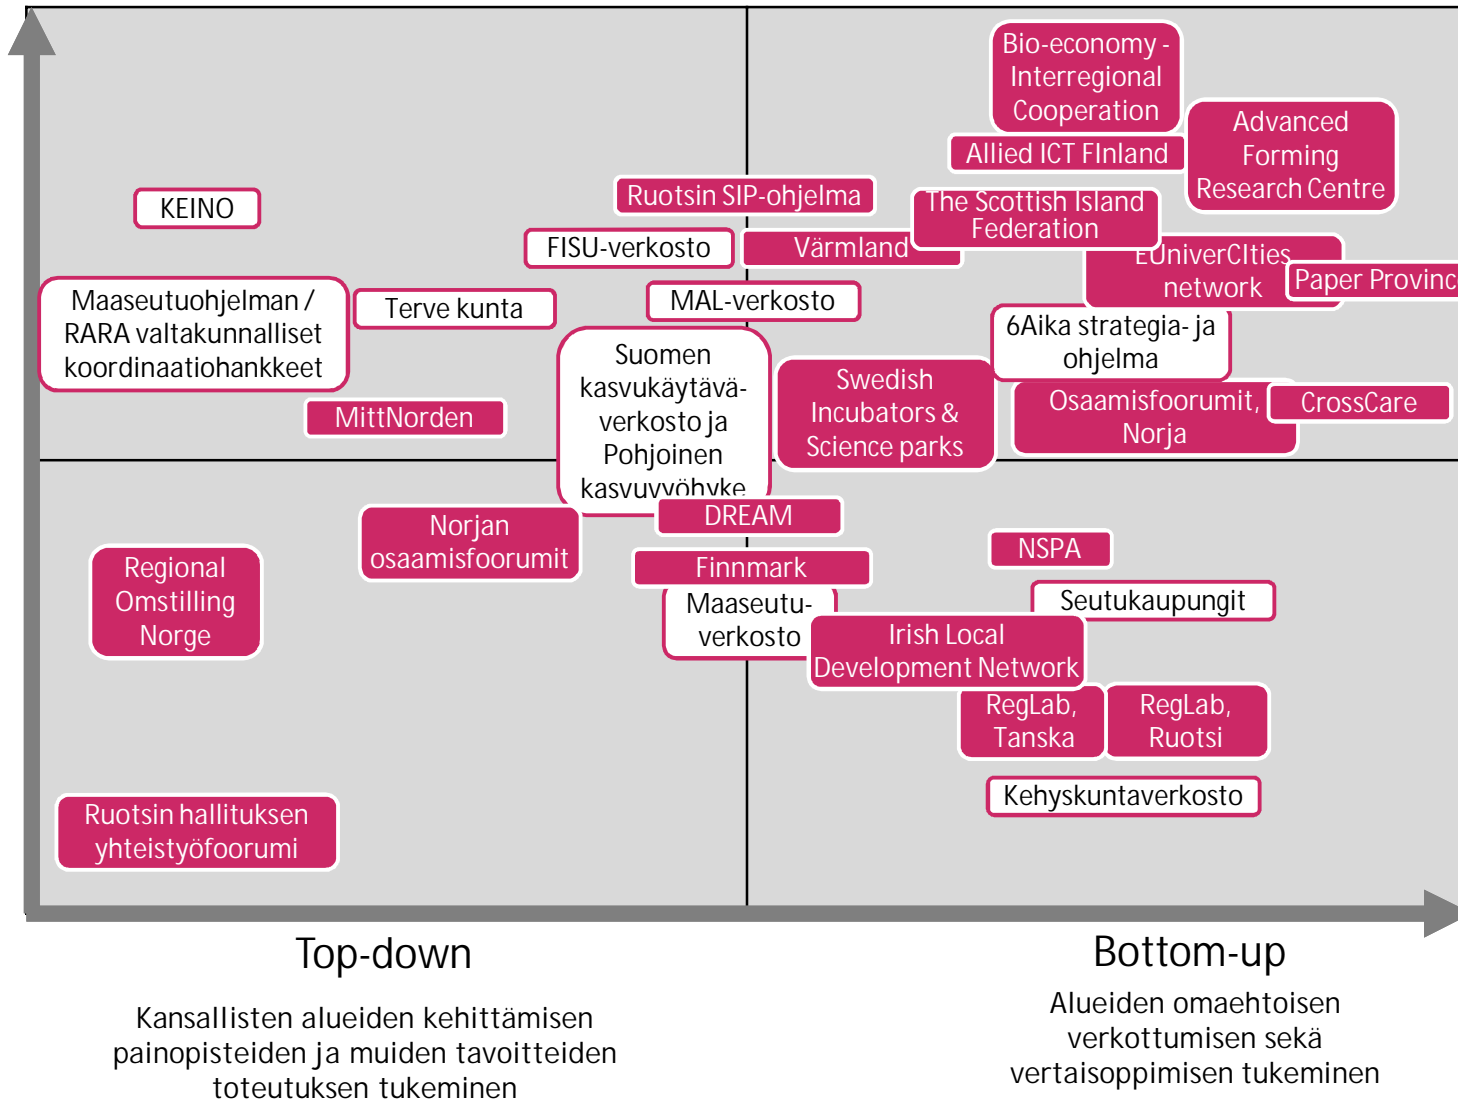 Bio-economy -
Interregional
Cooperation
Advanced
Forming
Research Centre
Allied ICT FInland
KEINO
Ruotsin SIP-ohjelma
The Scottish Island
Federation
FISU-verkosto
Värmland
EUniverCIties
network
Paper Province
Maaseutuohjelman /
RARA valtakunnalliset
koordinaatiohankkeet
Terve kunta
MAL-verkosto
6Aika strategia- ja
ohjelma
Suomen
kasvukäytävä-
verkosto ja
Pohjoinen
kasvuvyöhyke
Swedish
Incubators &
Science parks
Osaamisfoorumit,
Norja
CrossCare
MittNorden
DREAM
Norjan
osaamisfoorumit
NSPA
Regional
Omstilling
Norge
Finnmark
Maaseutu-
verkosto
Seutukaupungit
Irish Local
Development Network
RegLab,
Tanska
RegLab,
Ruotsi
Kehyskuntaverkosto
Ruotsin hallituksen
yhteistyöfoorumi
Top-down
Kansallisten alueiden kehittämisen
painopisteiden ja muiden tavoitteiden
toteutuksen tukeminen
Bottom-up
Alueiden omaehtoisen
verkottumisen sekä
vertaisoppimisen tukeminen